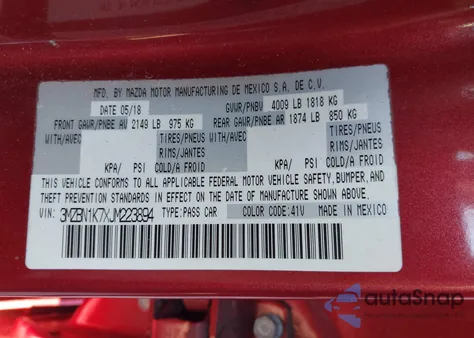 MFD. BY MAZDA MOTOR MANUFACTURING DE MEXICO S.A. DE C.V.
DATE 05/18 GVWR/PNBV 4009 LB 1818 KG
FRONT GAWR/PNBE AV 2149 LB 975 KG REAR GAWR/PNBE AR 1874 LB 850 KG
WITH/AVEC TIRES/PNEUS WITH/AVEC TIRES/PNEUS
RIMS/JANTES RIMS/JANTES
KPA/ PSI COLD/A FROID KPA/ PSI COLD/A FROID
THIS VEHICLE CONFORMS TO ALL APPLICABLE FEDERAL MOTOR VEHICLE SAFETY, BUMPER, AND
THEFT PREVENTION STANDARDS IN EFFECT ON THE DATE OF MANUFACTURE SHOWN ABOVE.
VIN: 3MZBN1K7XJM223894 TYPE:PASS CAR COLOR CODE:41V MADE IN MEXICO
autoSnap